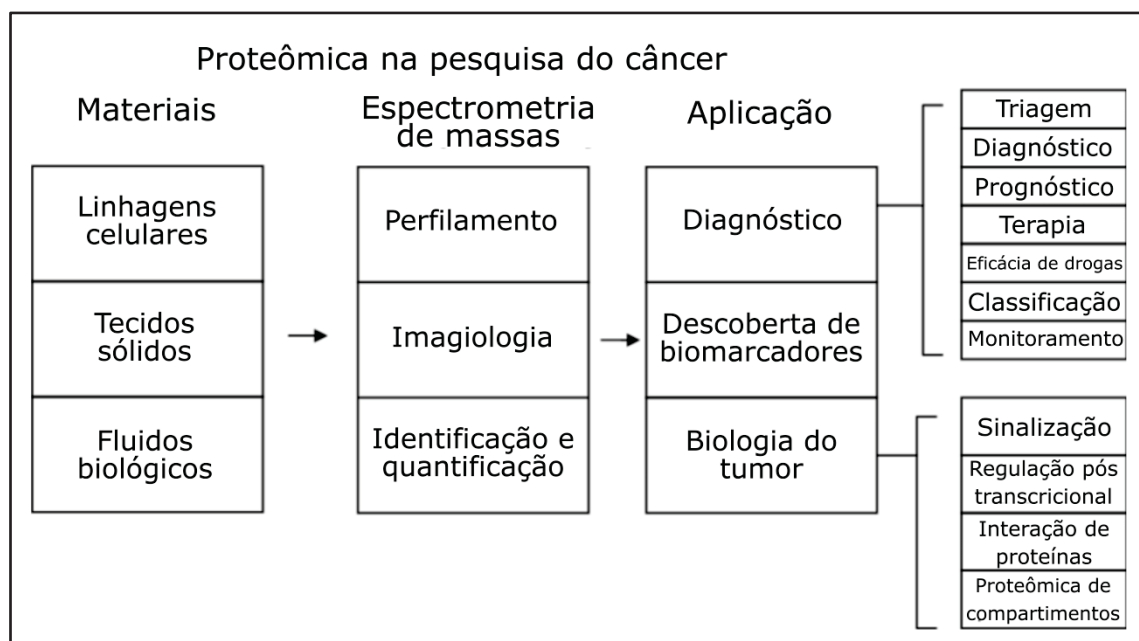 Proteômica na pesquisa do câncer
Materiais
Linhagens
celulares
Tecidos
sólidos
Fluidos
biológicos
Espectrometria
de massas
Perfilamento
Imagiologia
Identificação e
quantificação
Aplicação
Diagnóstico
Descoberta de
biomarcadores
Biologia do
tumor
Triagem
Diagnóstico
Prognóstico
Terapia
Eficácia de drogas
Classificação
Monitoramento
Sinalização
Regulação pós
transcricional
Interação de
proteínas
Proteômica de
compartimentos